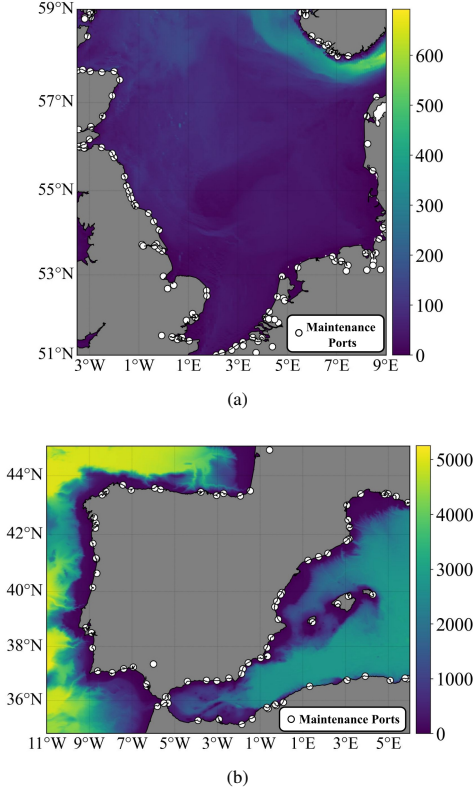 59°N
57°N
55°N
53°N
51°N
3°W 1°W 1°E 3°E 5°E 7°E 9°E
600
500
400
300
200
100
0
Maintenance
Ports
(a)
44°N
42°N
40°N
38°N
36°N
11°W 9°W 7°W 5°W 3°W 1°W 1°E 3°E 5°E
5000
4000
3000
2000
1000
0
Maintenance Ports
(b)